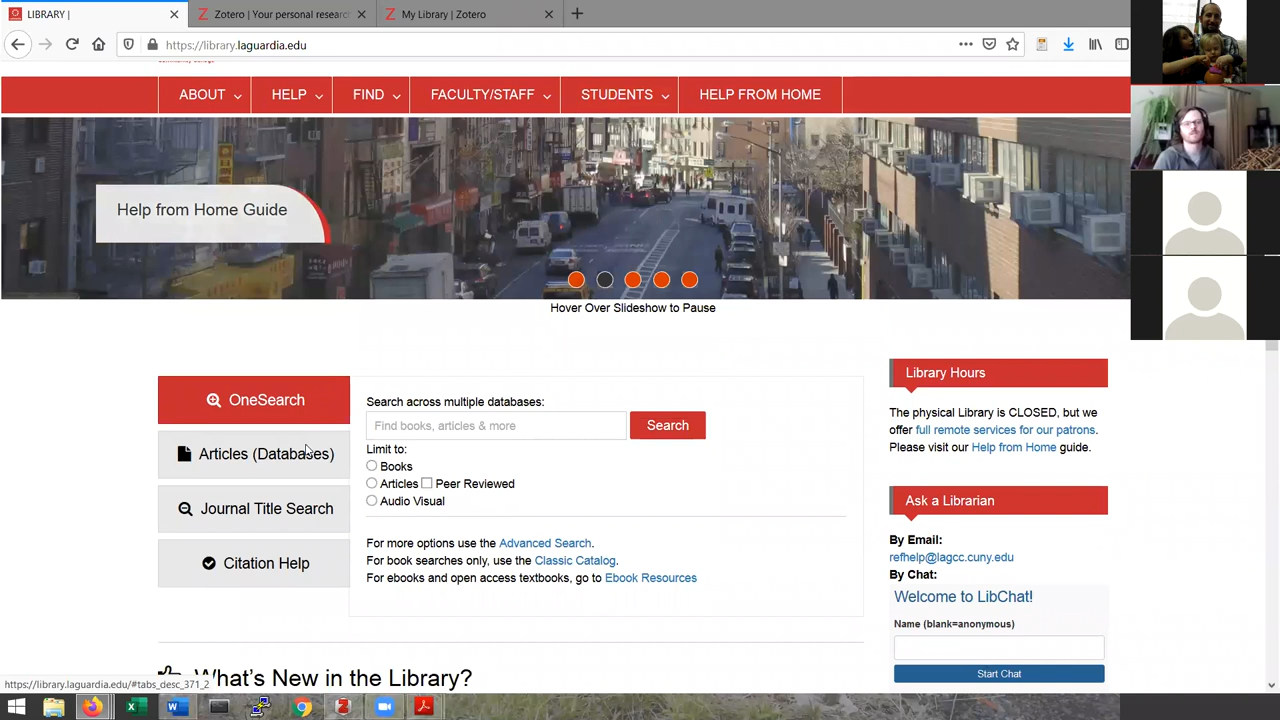 LIBRARY |
Zotero | Your personal research
My Library | Zotero
https://library.laguardia.edu
ABOUT
HELP
FIND
FACULTY/STAFF
STUDENTS
HELP FROM HOME
Help from Home Guide
Hover Over Slideshow to Pause
OneSearch
Articles (Databases)
Journal Title Search
Citation Help
Search across multiple databases:
Find books, articles & more
Search
Limit to:
Books
Articles Peer Reviewed
Audio Visual
For more options use the Advanced Search.
For book searches only, use the Classic Catalog.
For ebooks and open access textbooks, go to Ebook Resources
Library Hours
The physical Library is CLOSED, but we
offer full remote services for our patrons.
Please visit our Help from Home guide.
Ask a Librarian
By Email:
refhelp@lagcc.cuny.edu
By Chat:
Welcome to LibChat!
Name (blank=anonymous)
Start Chat
What's New in the Library?
https://library.laguardia.edu/#tabs_desc_371_2